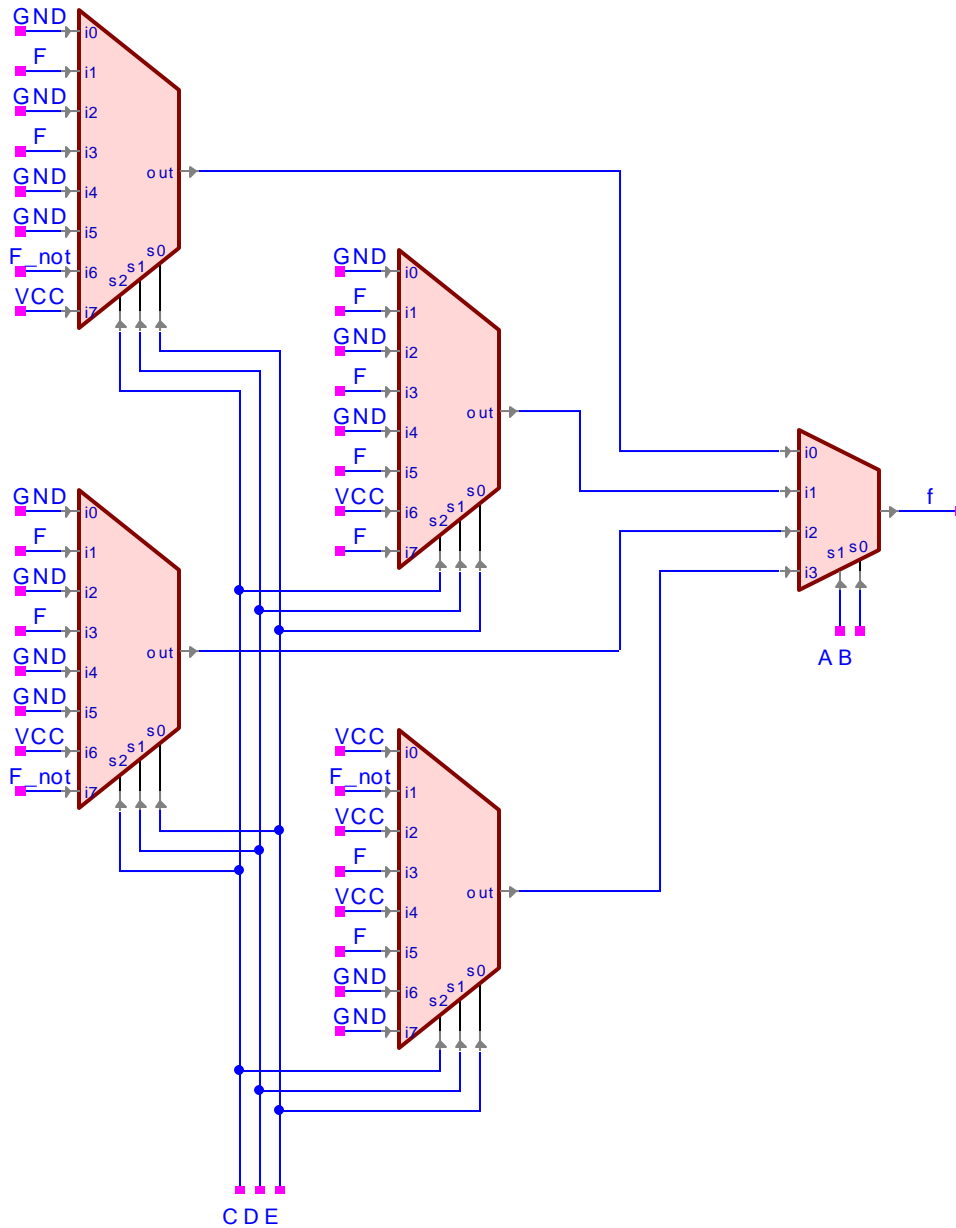 GND
i0
F
i1
GND
i2
F
i3
out
GND
i4
GND
i5
F_not
i6
s2 s1 s0
VCC
i7
GND
i0
F
i1
GND
i2
F
i3
out
GND
i4
F
i5
VCC
i6
s2 s1 s0
F
i7
i0
i1
f
i2
i3
s1 s0
A B
GND
i0
F
i1
GND
i2
F
i3
out
GND
i4
GND
i5
VCC
i6
s2 s1 s0
F_not
i7
VCC
i0
F_not
i1
VCC
i2
F
i3
out
VCC
i4
F
i5
GND
i6
s2 s1 s0
GND
i7
C D E